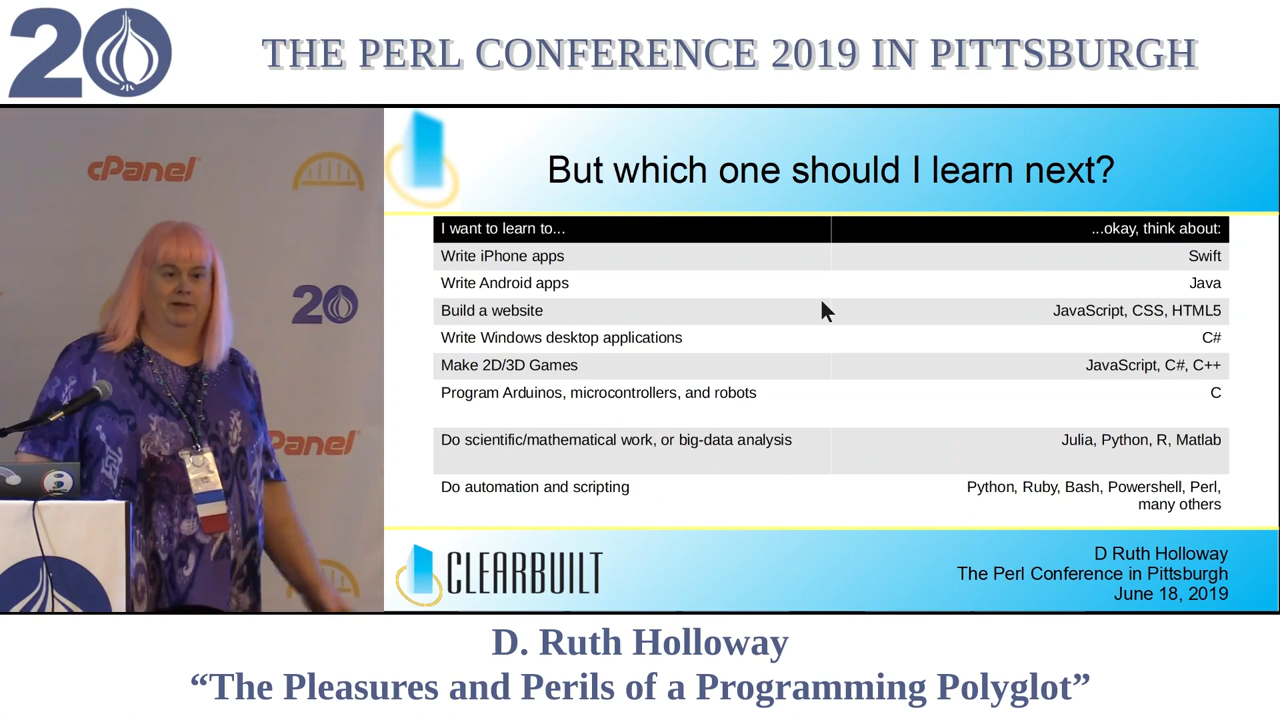 20
THE PERL CONFERENCE 2019 IN PITTSBURGH
cPanel
20
Panel
But which one should I learn next?
I want to learn to... ...okay, think about:
Write iPhone apps Swift
Write Android apps Java
Build a website JavaScript, CSS, HTML5
Write Windows desktop applications C#
Make 2D/3D Games JavaScript, C#, C++
Program Arduinos, microcontrollers, and robots C
Do scientific/mathematical work, or big-data analysis Julia, Python, R, Matlab
Do automation and scripting Python, Ruby, Bash, Powershell, Perl,
many others
CLEARBUILT
D Ruth Holloway
The Perl Conference in Pittsburgh
June 18, 2019
D. Ruth Holloway
“The Pleasures and Perils of a Programming Polyglot”